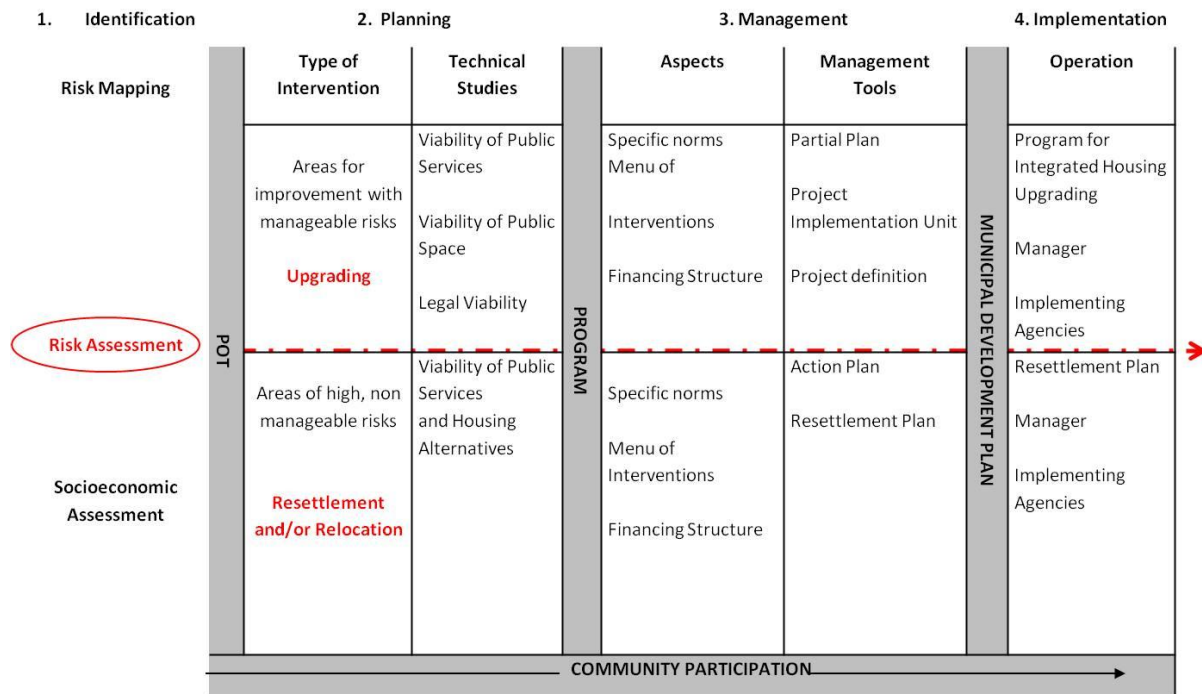 1. Identification
2. Planning
3. Management
4. Implementation
Risk Mapping
Risk Assessment
Socioeconomic
Assessment
POT
Type of
Intervention
Areas for
improvement with
manageable risks
Upgrading
Areas of high, non
manageable risks
Resettlement
and/or Relocation
Technical
Studies
Viability of Public
Services
Viability of Public
Space
Legal Viability
Viability of Public
Services
and Housing
Alternatives
PROGRAM
Aspects
Specific norms
Menu of
Interventions
Financing Structure
Specific norms
Menu of
Interventions
Financing Structure
Management
Tools
Partial Plan
Project
Implementation Unit
Project definition
Action Plan
Resettlement Plan
MUNICIPAL DEVELOPMENT PLAN
Operation
Program for
Integrated Housing
Upgrading
Manager
Implementing
Agencies
Resettlement Plan
Manager
Implementing
Agencies
COMMUNITY PARTICIPATION